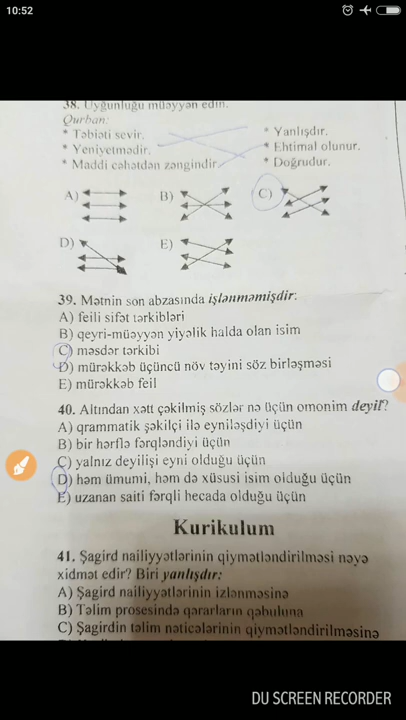 10:52
38. Uyğunluğu müəyyən edin.
Qurban:
* Təbiəti sevir. * Yanlışdır.
* Yeniyetmədir. * Ehtimal olunur.
* Maddi cəhətdən zəngindir. * Doğrudur.
A) B) C)
D) E)
39. Mətnin son abzasında işlənməmişdir:
A) feili sifət tərkibləri
B) qeyri-müəyyən yiyəlik halda olan isim
C) məsdər tərkibi
D) mürəkkəb üçüncü növ təyini söz birləşməsi
E) mürəkkəb feil
40. Altından xətt çəkilmiş sözlər nə üçün omonim deyil?
A) qrammatik şəkilçi ilə eyniləşdiyi üçün
B) bir hərflə fərqləndiyi üçün
C) yalnız deyilişi eyni olduğu üçün
D) həm ümumi, həm də xüsusi isim olduğu üçün
E) uzanan saiti fərqli hecada olduğu üçün
Kurikulum
41. Şagird nailiyyətlərinin qiymətləndirilməsi nəyə
xidmət edir? Biri yanlışdır:
A) Şagird nailiyyətlərinin izlənməsinə
B) Təlim prosesində qərarların qəbuluna
C) Şagirdin təlim nəticələrinin qiymətləndirilməsinə
DU SCREEN RECORDER